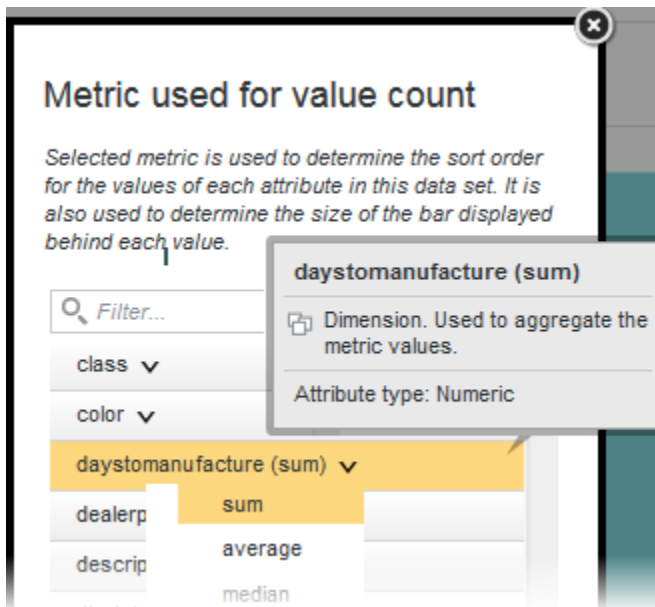 Metric used for value count
Selected metric is used to determine the sort order
for the values of each attribute in this data set. It is
also used to determine the size of the bar displayed
behind each value.
daystomanufacture (sum)
Dimension. Used to aggregate the
metric values.
Attribute type: Numeric
Filter...
class
color
daystomanufacture (sum)
dealerp
sum
average
descrip
median